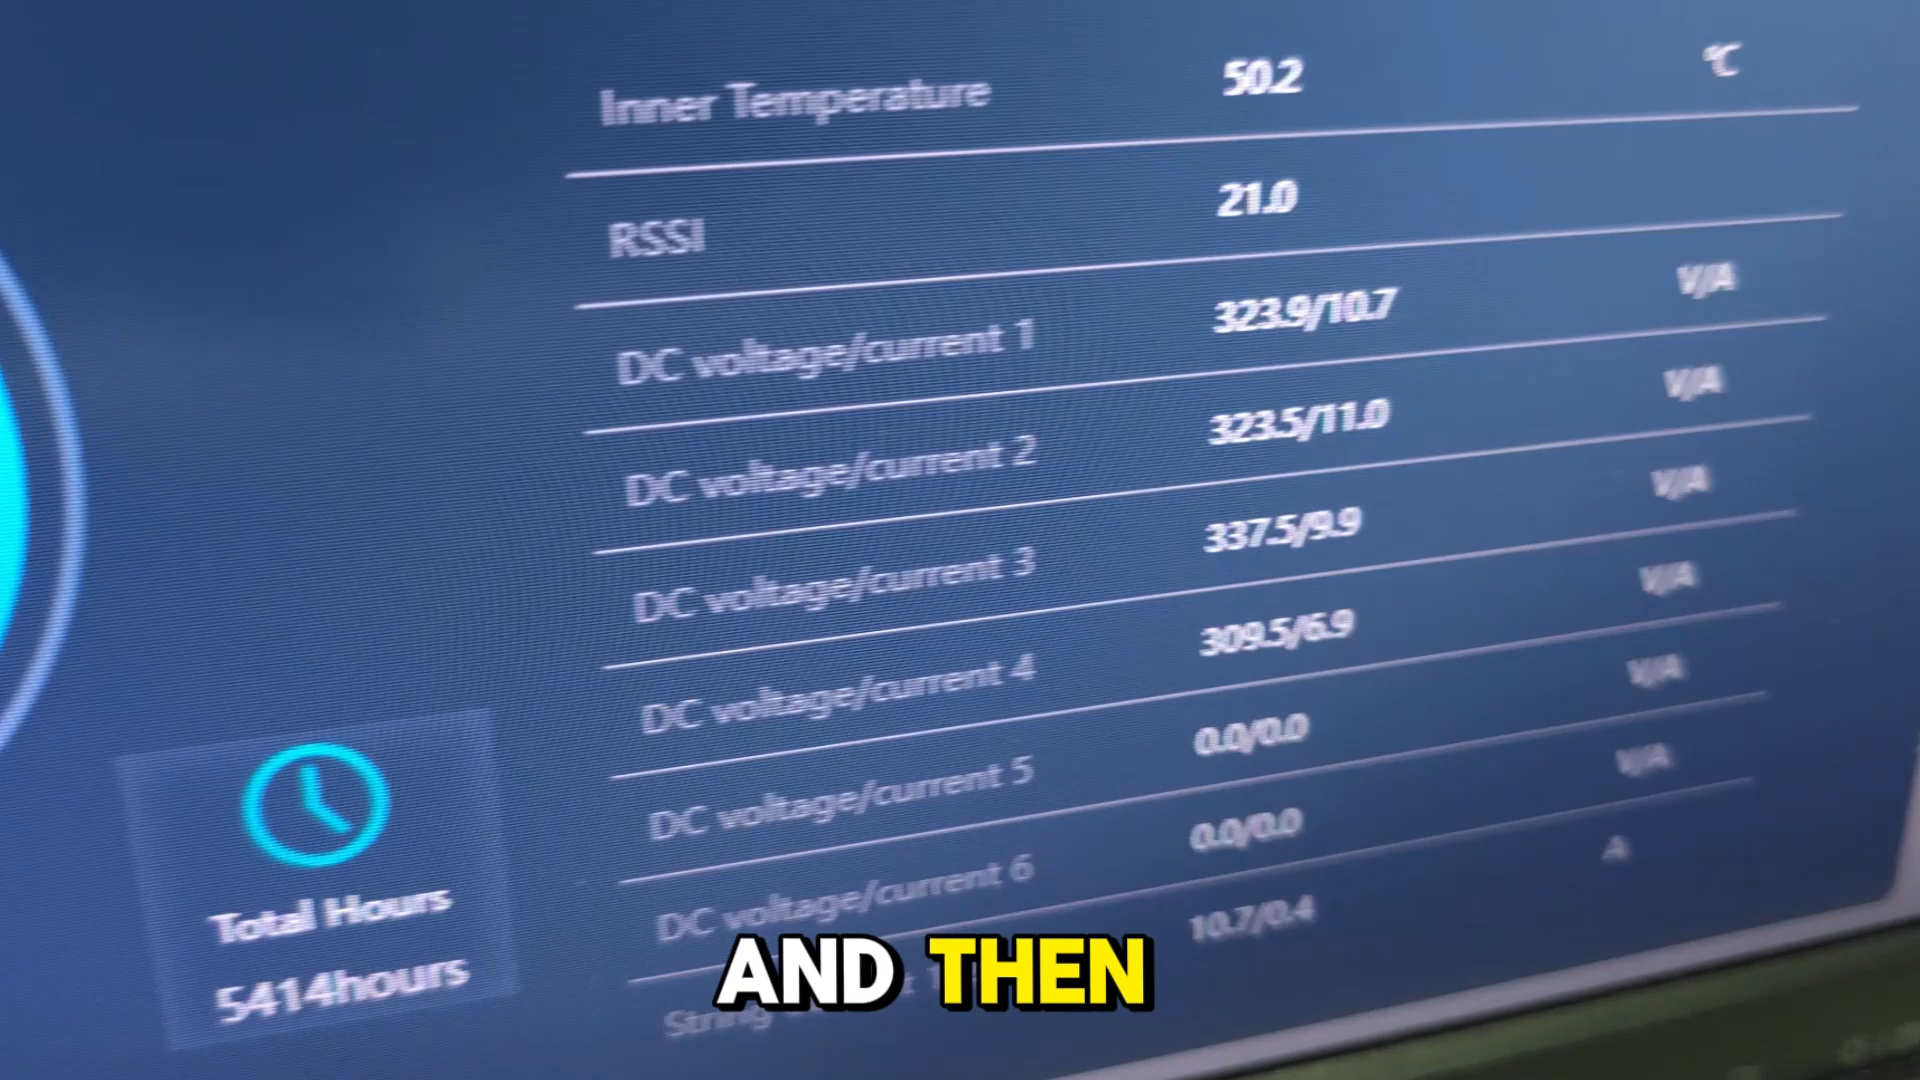 Inner Temperature 50.2 °C
RSSI 21.0
DC voltage/current 1 323.9/10.7 V/A
DC voltage/current 2 323.5/11.0 V/A
DC voltage/current 3 337.5/9.9 V/A
DC voltage/current 4 309.5/6.9 V/A
DC voltage/current 5 0.0/0.0 V/A
DC voltage/current 6 0.0/0.0 V/A
String 10.7/0.4 A
Total Hours
5414hours
AND THEN